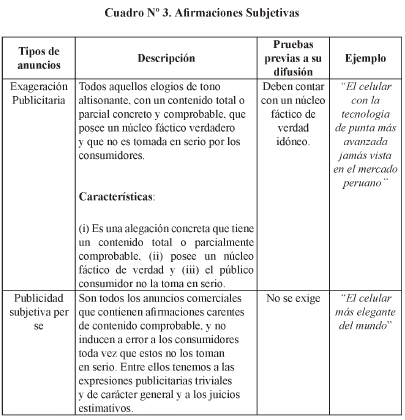 Cuadro Nº 3. Afirmaciones Subjetivas
Tipos de
anuncios
Descripción
Pruebas
previas a su
difusión
Ejemplo
Exageración
Publicitaria
Todos aquellos elogios de tono
altisonante, con un contenido total o
parcial concreto y comprobable, que
posee un núcleo fáctico verdadero
y que no es tomada en serio por los
consumidores.
Características:
(i) Es una alegación concreta que tiene
un contenido total o parcialmente
comprobable, (ii) posee un núcleo
fáctico de verdad y (iii) el público
consumidor no la toma en serio.
Deben contar
con un núcleo
fáctico de
verdad
idóneo.
“El celular
con la
tecnología
de punta más
avanzada
jamás vista
en el mercado
peruano”
Publicidad
subjetiva per
se
Son todos los anuncios comerciales
que contienen afirmaciones carentes
de contenido comprobable, y no
inducen a error a los consumidores
toda vez que estos no los toman
en serio. Entre ellos tenemos a las
expresiones publicitarias triviales
y de carácter general y a los juicios
estimativos.
No se exige
“El celular
más elegante
del mundo”